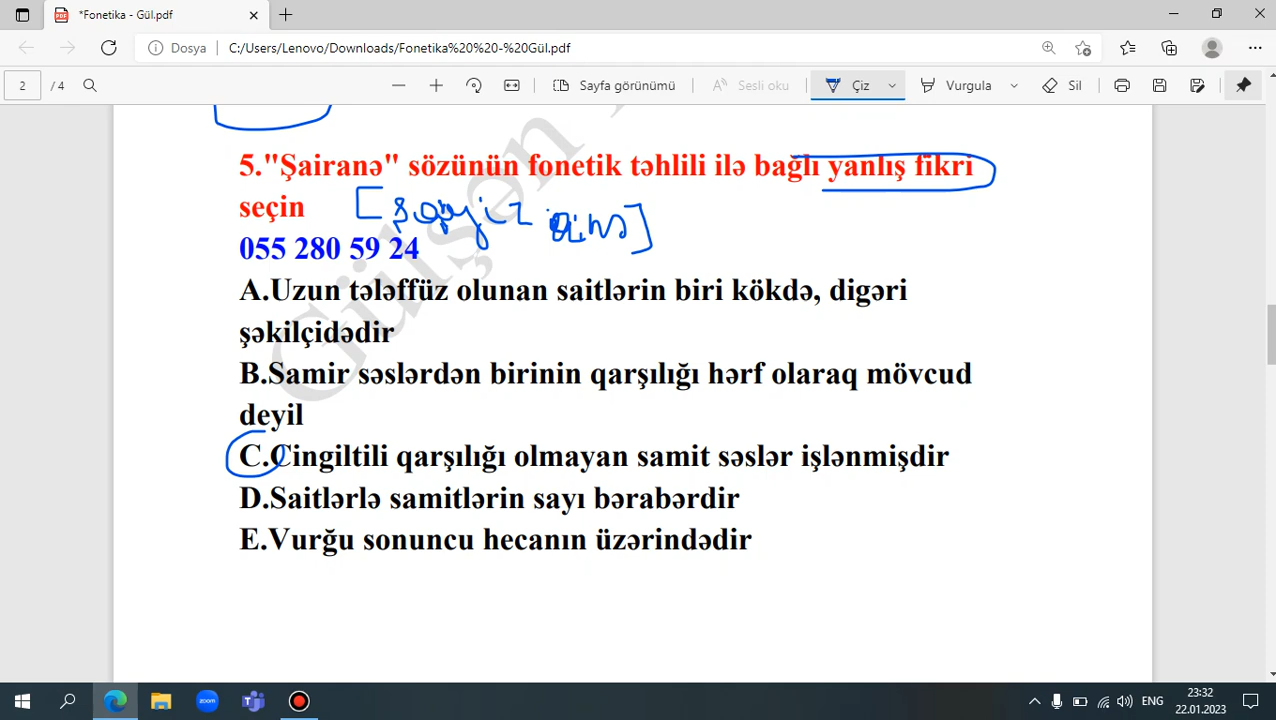 *Fonetika - Gül.pdf
Dosya C:/Users/Lenovo/Downloads/Fonetika%20%20-%20Gül.pdf
2 / 4 Sayfa görünümü Sesli oku Çiz Vurgula Sil
5."Şairanə" sözünün fonetik təhlili ilə bağlı yanlış fikri
seçin
055 280 59 24
A.Uzun tələffüz olunan saitlərin biri kökdə, digəri
şəkilçidədir
B.Samir səslərdən birinin qarşılığı hərf olaraq mövcud
deyil
C.Cingiltili qarşılığı olmayan samit səslər işlənmişdir
D.Saitlərlə samitlərin sayı bərabərdir
E.Vurğu sonuncu hecanın üzərindədir
Gülşən
zoom
ENG
23:32
22.01.2023